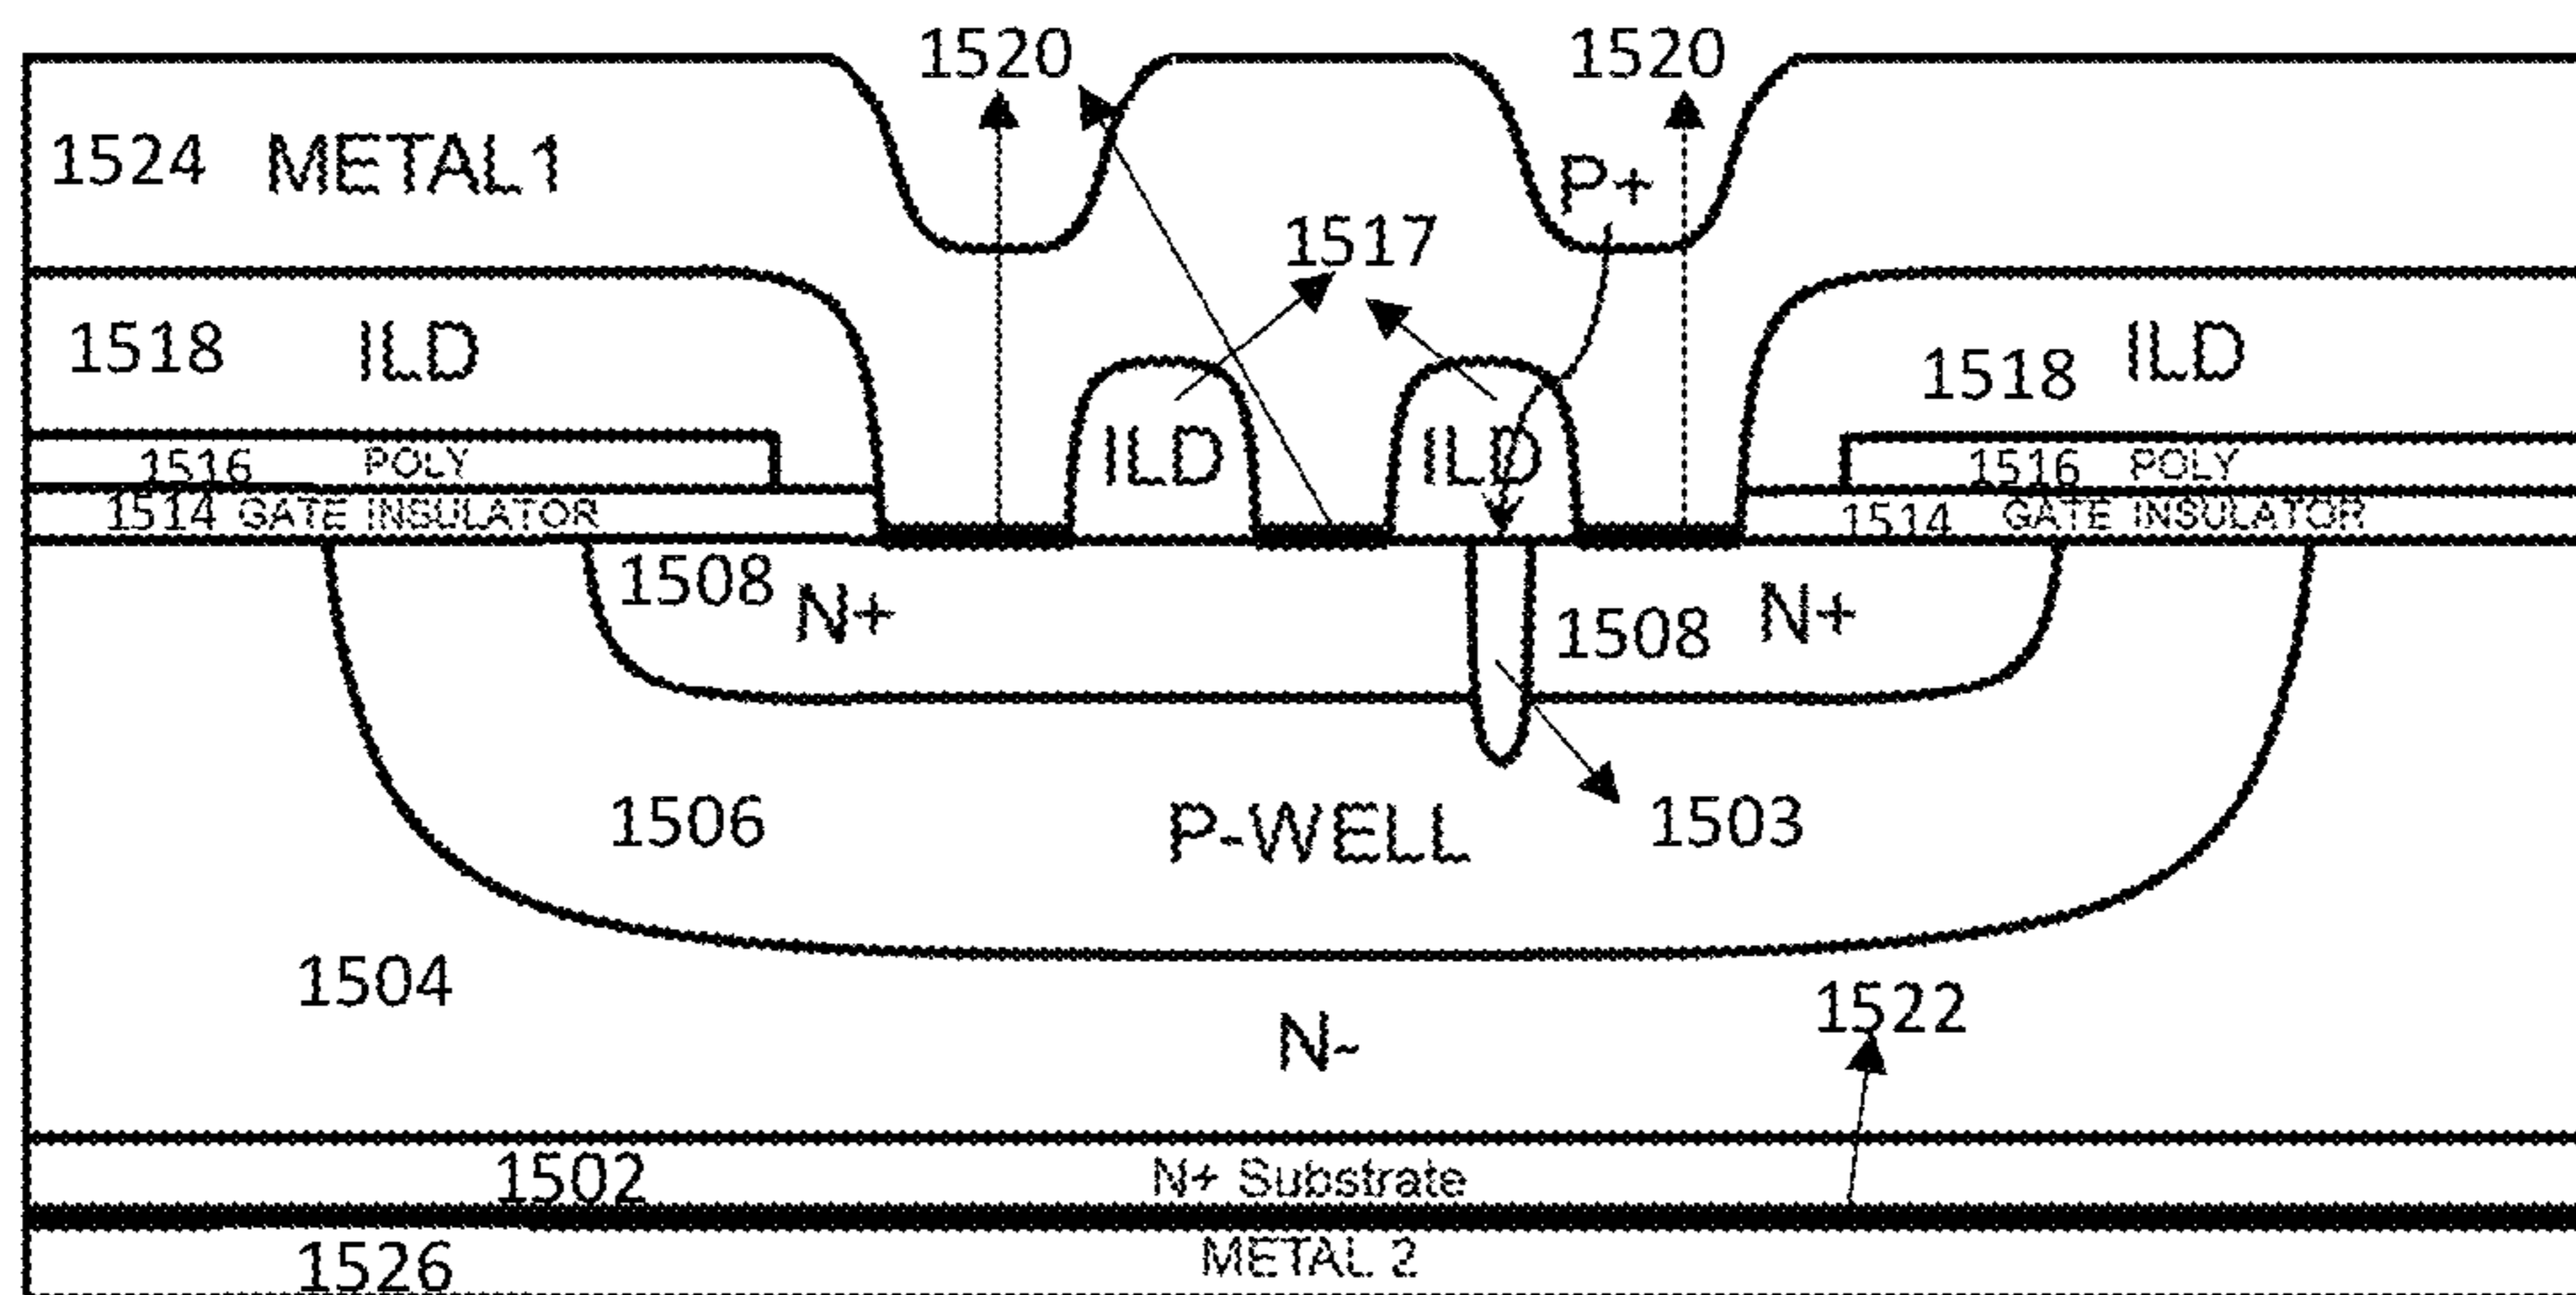 1520 1520
1524 METAL1
P+
1517
1518 ILD
1518 ILD
ILD ILD
1516 POLY
1516 POLY
1514 GATE INSULATOR
1514 GATE INSULATOR
1508 N+
1508 N+
1506 P-WELL 1503
1504
1522
N-
1502 N+ Substrate
1526 METAL 2